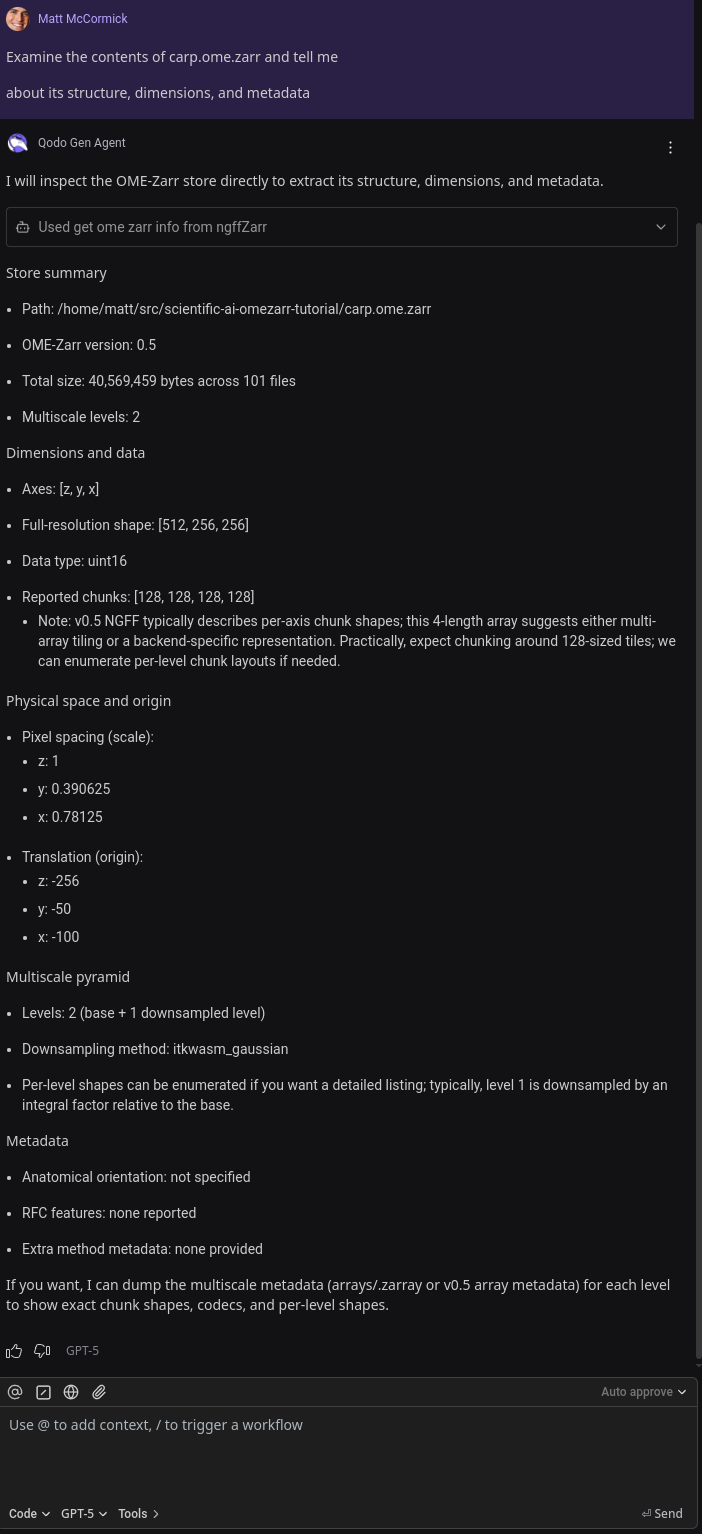 Matt McCormick
Examine the contents of carp.ome.zarr and tell me
about its structure, dimensions, and metadata
Qodo Gen Agent
I will inspect the OME-Zarr store directly to extract its structure, dimensions, and metadata.
Used get ome zarr info from ngffZarr
Store summary
• Path: /home/matt/src/scientific-ai-omezarr-tutorial/carp.ome.zarr
• OME-Zarr version: 0.5
• Total size: 40,569,459 bytes across 101 files
• Multiscale levels: 2
Dimensions and data
• Axes: [z, y, x]
• Full-resolution shape: [512, 256, 256]
• Data type: uint16
• Reported chunks: [128, 128, 128, 128]
• Note: v0.5 NGFF typically describes per-axis chunk shapes; this 4-length array suggests either multi-
array tiling or a backend-specific representation. Practically, expect chunking around 128-sized tiles; we
can enumerate per-level chunk layouts if needed.
Physical space and origin
• Pixel spacing (scale):
• z: 1
• y: 0.390625
• x: 0.78125
• Translation (origin):
• z: -256
• y: -50
• x: -100
Multiscale pyramid
• Levels: 2 (base + 1 downsampled level)
• Downsampling method: itkwasm_gaussian
• Per-level shapes can be enumerated if you want a detailed listing; typically, level 1 is downsampled by an
integral factor relative to the base.
Metadata
• Anatomical orientation: not specified
• RFC features: none reported
• Extra method metadata: none provided
If you want, I can dump the multiscale metadata (arrays/.zarray or v0.5 array metadata) for each level
to show exact chunk shapes, codecs, and per-level shapes.
GPT-5
Auto approve
Use @ to add context, / to trigger a workflow
Code GPT-5 Tools Send